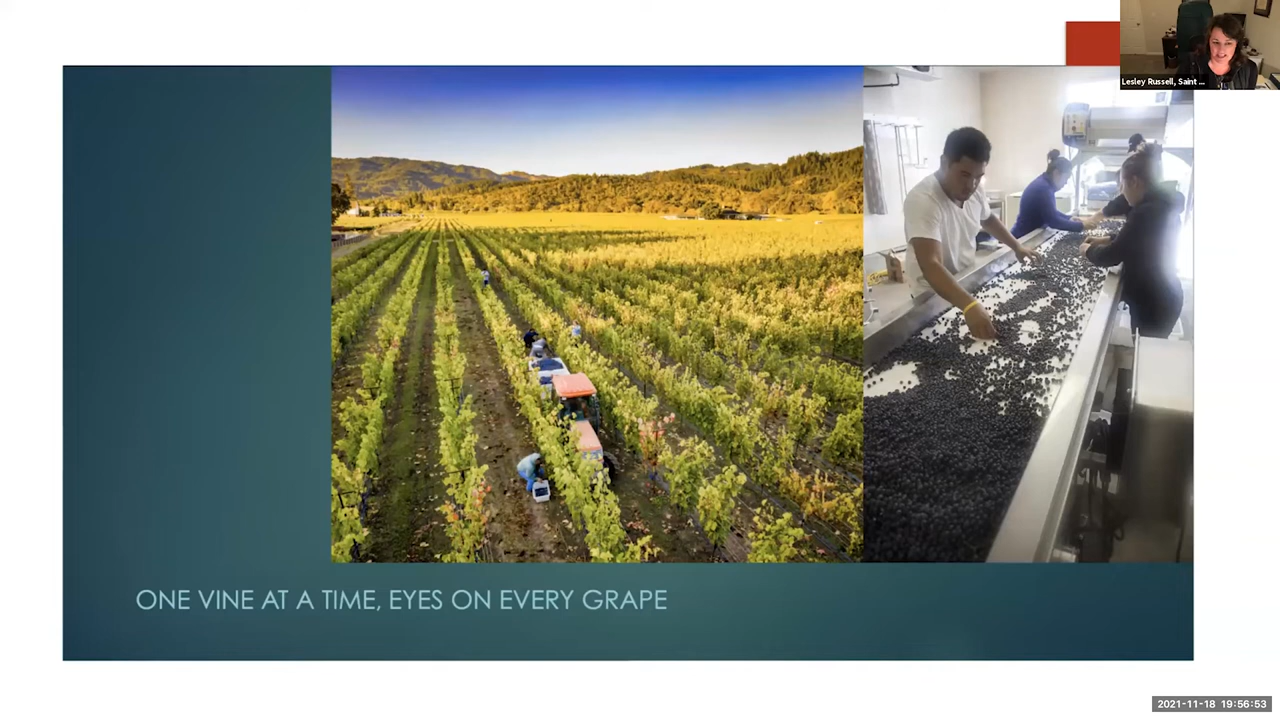 Lesley Russell, Saint ...
ONE VINE AT A TIME, EYES ON EVERY GRAPE
2021-11-18 19:56:53